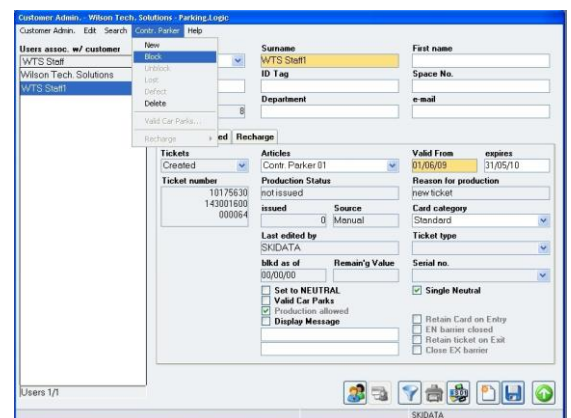 Customer Admin. - Wilson Tech. Solutions - Parking.Logic
Customer Admin. Edit Search Contr. Parker Help
Users assoc. w/ customer
WTS Staff
Wilson Tech. Solutions
WTS Staff1
New
Block
Unblock
Lost
Defect
Delete
Valid Car Parks...
Recharge
8
Surname
WTS Staff1
First name
ID Tag
Space No.
Department
e-mail
ed Recharge
Tickets
Created
Articles
Contr. Parker 01
Valid From expires
01/06/09 31/05/10
Ticket number
10175630
143001600
000064
Production Status
not issued
Reason for production
new ticket
issued Source
0 Manual
Card category
Standard
Last edited by
SKIDATA
Ticket type
blkd as of Remain'g Value
00/00/00
Serial no.
Set to NEUTRAL
Valid Car Parks
Production allowed
Display Message
Single Neutral
Retain Card on Entry
EN barrier closed
Retain ticket on Exit
Close EX barrier
Users 1/1
SKIDATA